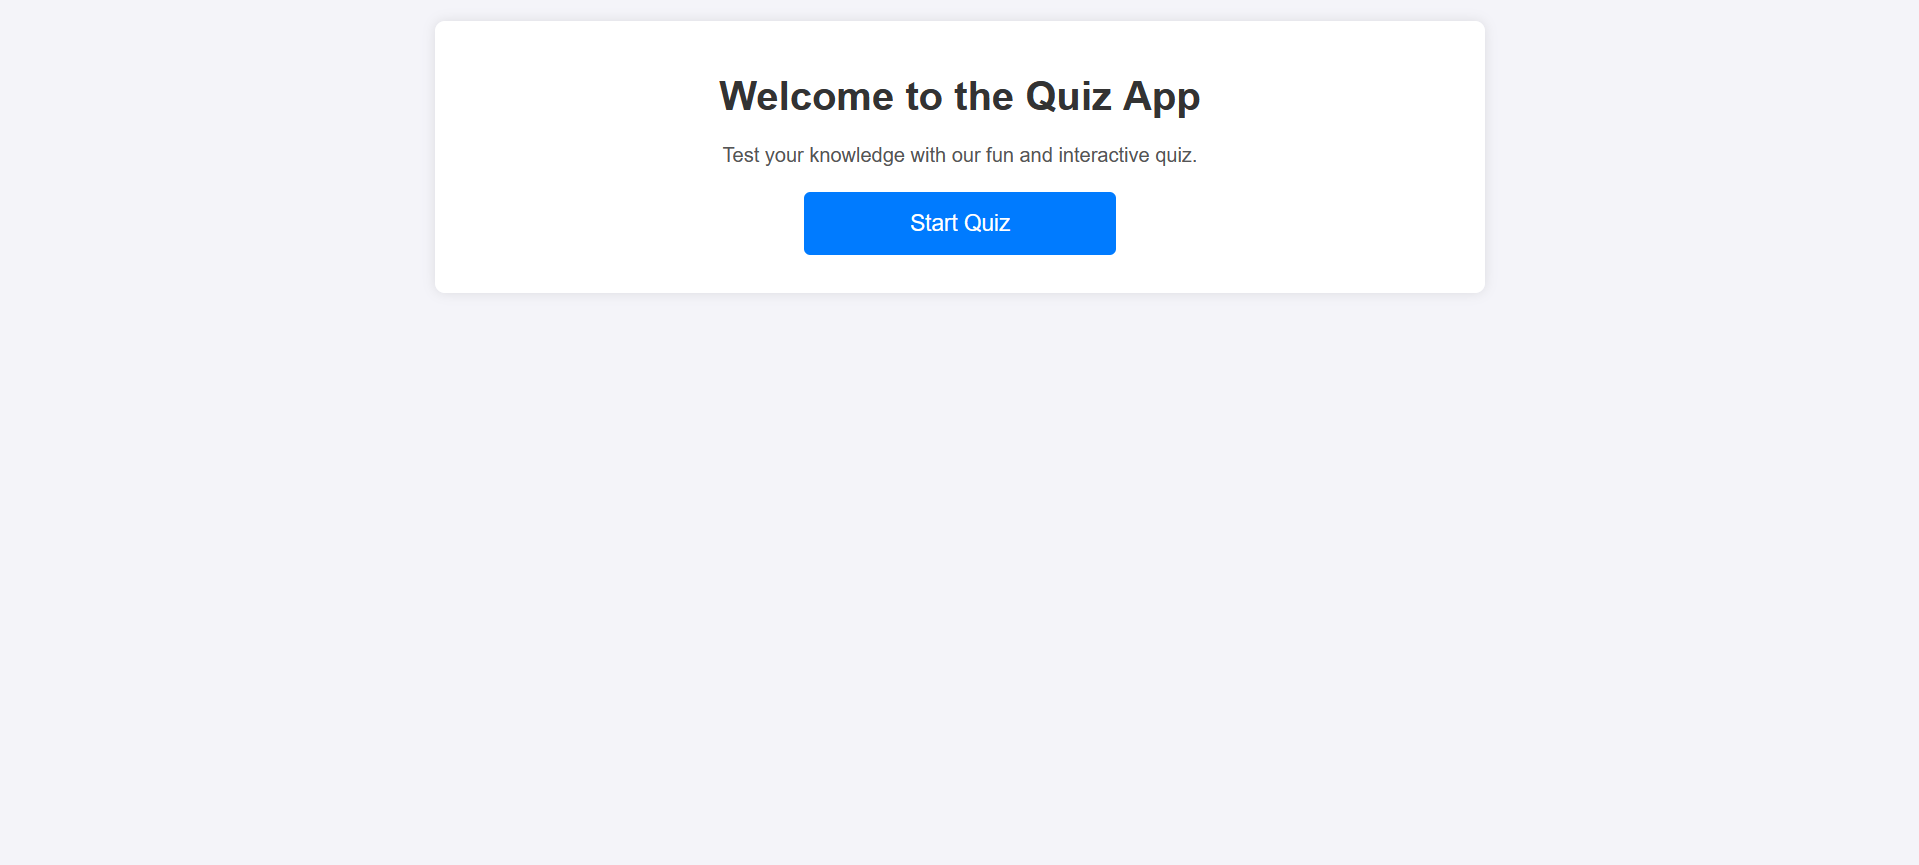 Welcome to the Quiz App
Test your knowledge with our fun and interactive quiz.
Start Quiz